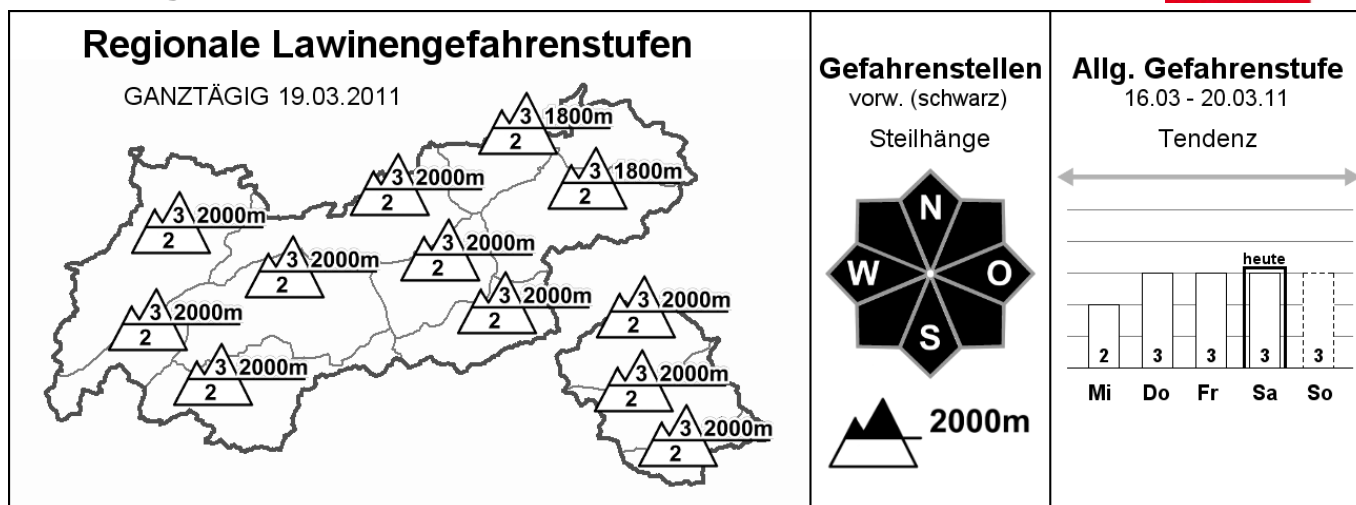 Regionale Lawinengefahrenstufen
GANZTÄGIG 19.03.2011
3 1800m
2
3 2000m
2
3 1800m
2
3 2000m
2
3 2000m
2
3 2000m
2
3 2000m
2
3 2000m
2
3 2000m
2
3 2000m
2
3 2000m
2
3 2000m
2
Gefahrenstellen
vorw. (schwarz)
Steilhänge
N
W O
S
2000m
Allg. Gefahrenstufe
16.03 - 20.03.11
Tendenz
heute
2 3 3 3 3
Mi Do Fr Sa So